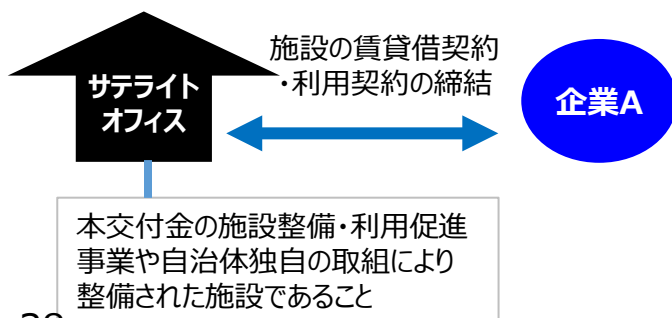 施設の賃貸借契約
・利用契約の締結
サテライト
オフィス
企業A
本交付金の施設整備・利用促進
事業や自治体独自の取組により
整備された施設であること